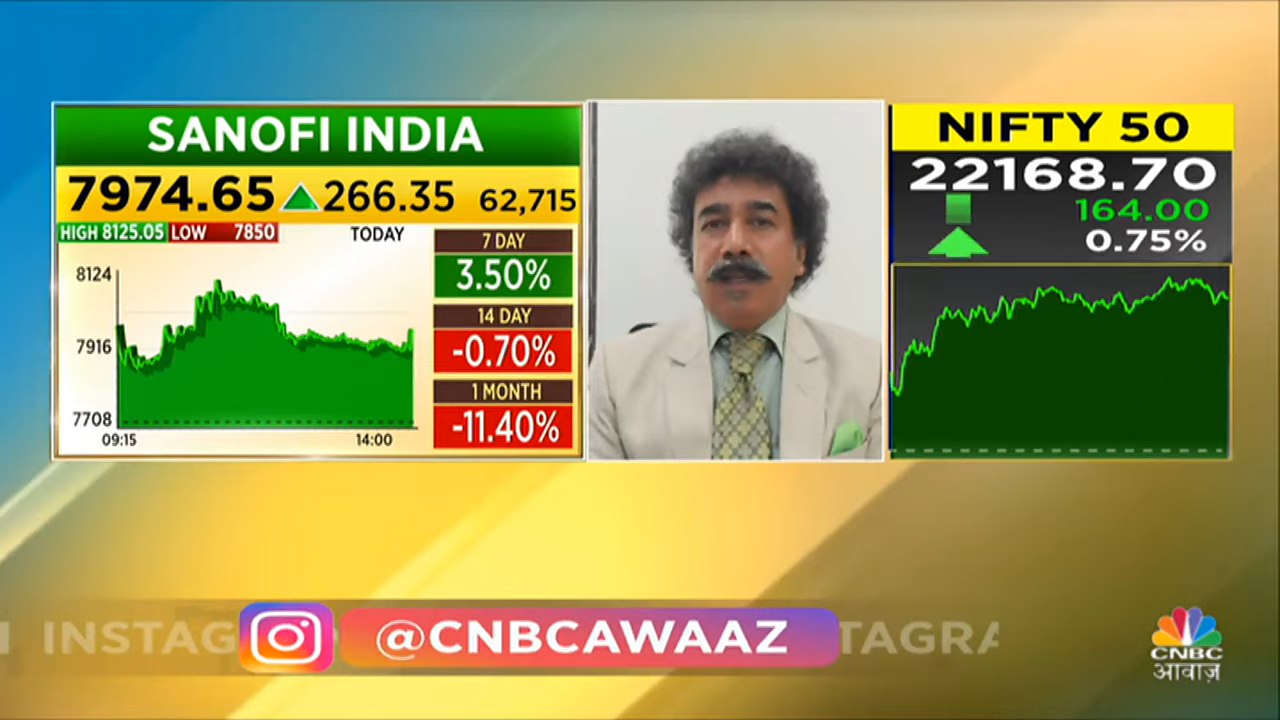 SANOFI INDIA
7974.65 ▲ 266.35 62,715
HIGH 8125.05 LOW 7850
TODAY
8124
7916
7708
09:15
14:00
7 DAY
3.50%
14 DAY
-0.70%
1 MONTH
-11.40%
NIFTY 50
22168.70
164.00
0.75%
INSTAG
@CNBCAWAAZ
TAGRA
CNBC
आवाज़